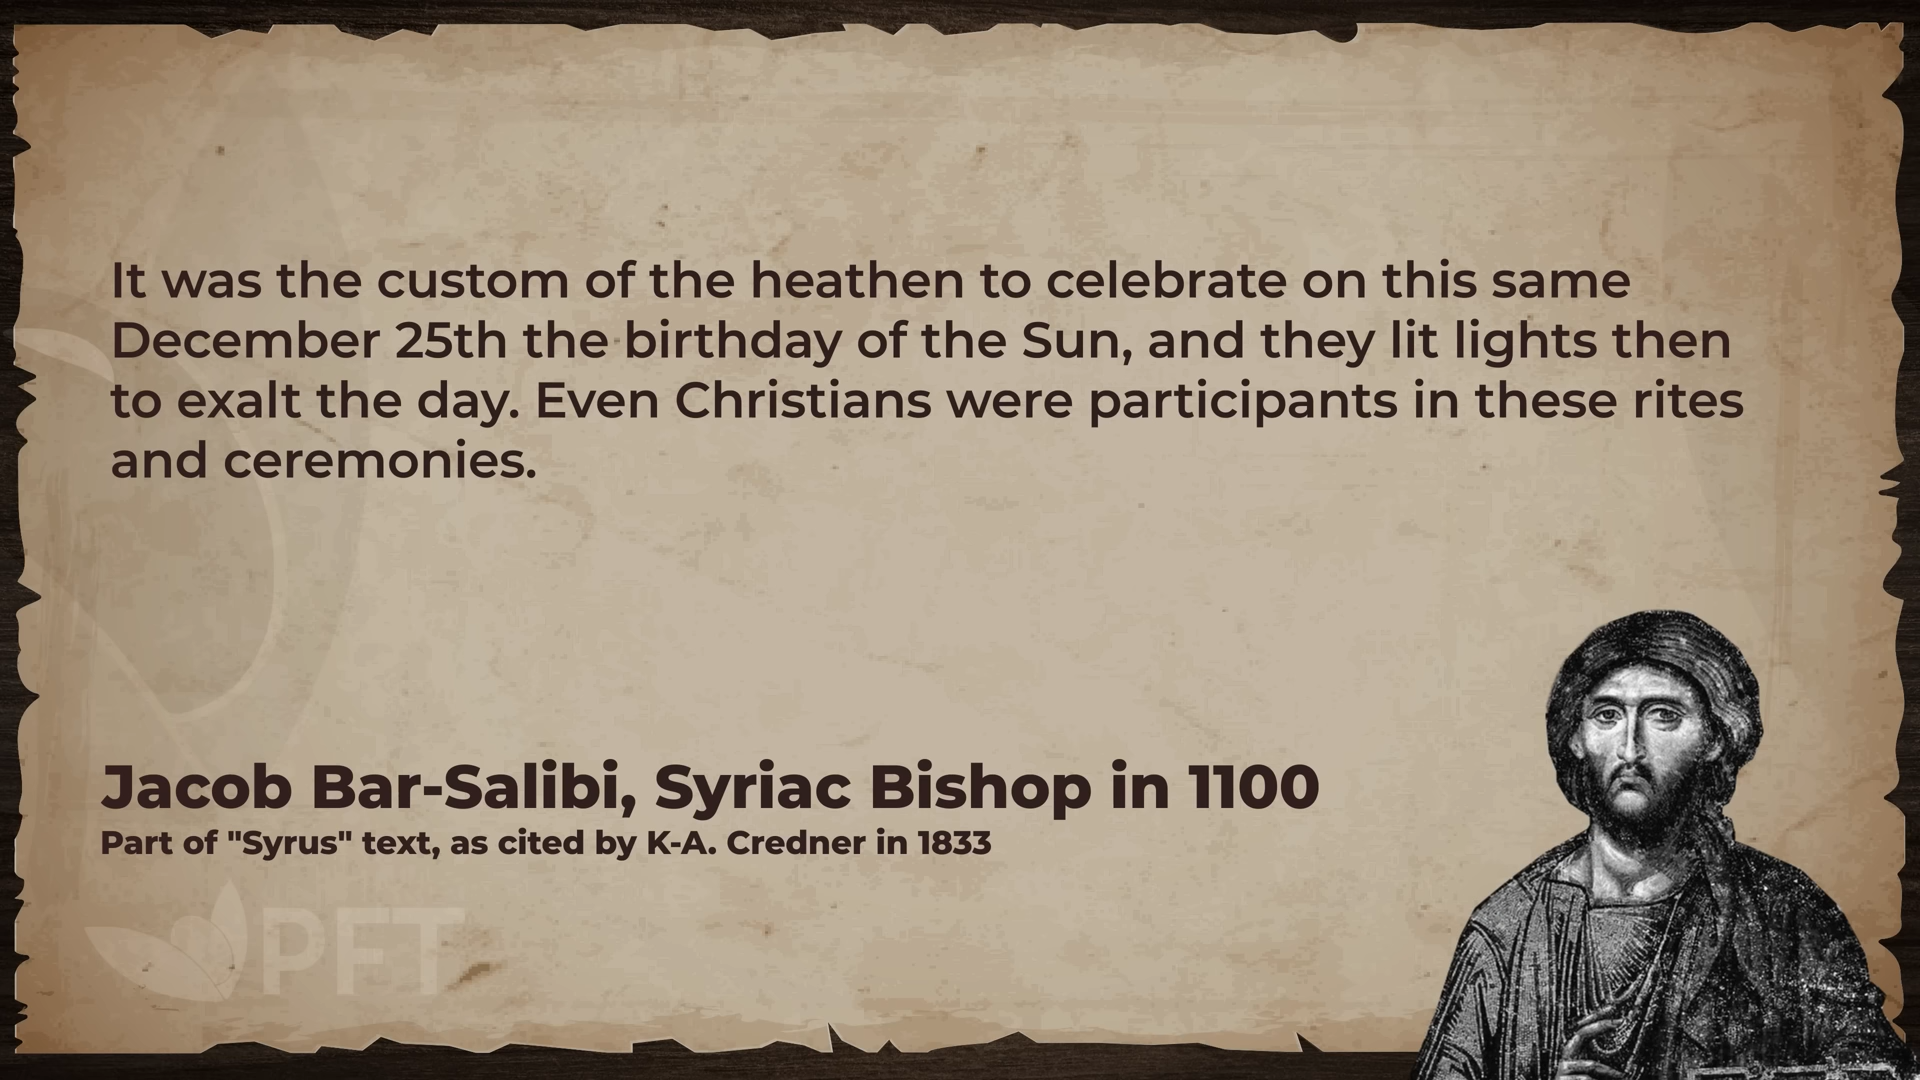 It was the custom of the heathen to celebrate on this same
December 25th the birthday of the Sun, and they lit lights then
to exalt the day. Even Christians were participants in these rites
and ceremonies.
Jacob Bar-Salibi, Syriac Bishop in 1100
Part of "Syrus" text, as cited by K-A. Credner in 1833
PFT